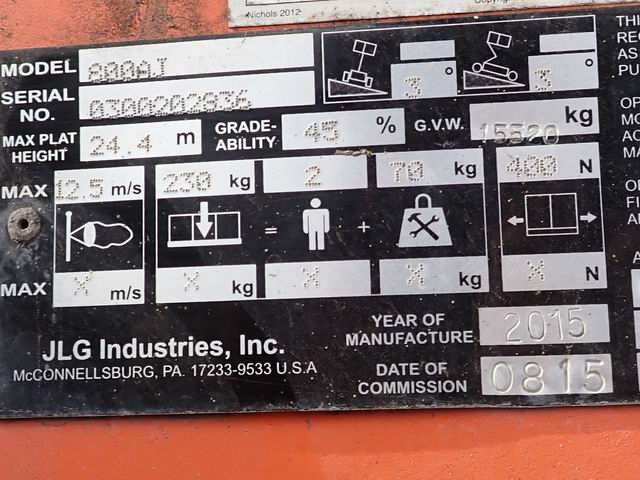 Nichols 2012
MODEL 800AJ
SERIAL NO. 0300202836
3 ° 3 °
MAX PLAT HEIGHT 24.4 m GRADE-ABILITY 45 % G.V.W. 15520 kg
MAX 12.5 m/s 230 kg 2 70 kg 400 N
= +
MAX X m/s X kg X X kg X N
JLG Industries, Inc.
MCCONNELLSBURG, PA. 17233-9533 U.S.A
YEAR OF MANUFACTURE 2015
DATE OF COMMISSION 0815